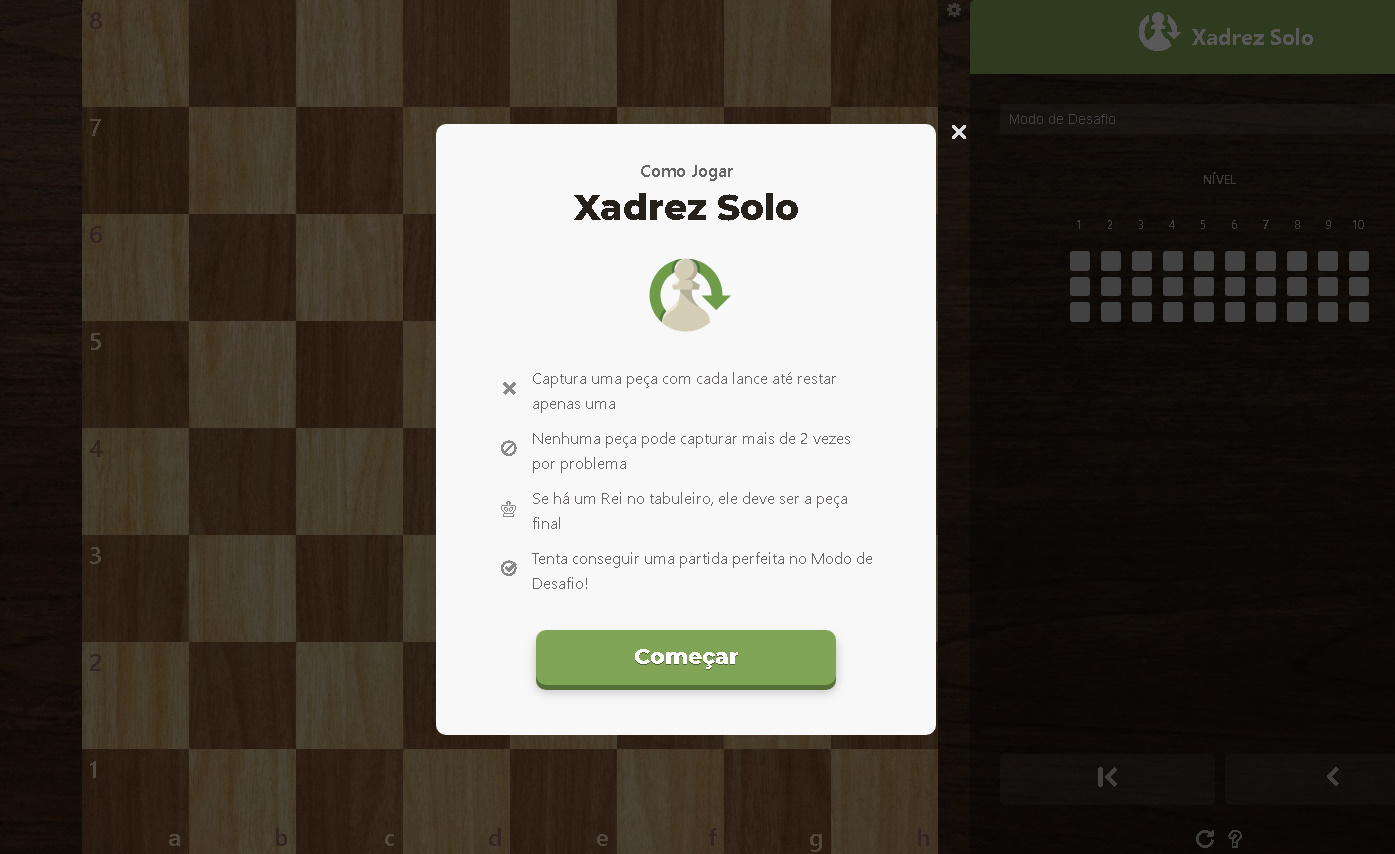 8
7
6
5
4
3
2
1
a b c d e f g h
Xadrez Solo
Modo de Desafio
NÍVEL
1 2 3 4 5 6 7 8 9 10
Como Jogar
Xadrez Solo
Captura uma peça com cada lance até restar
apenas uma
Nenhuma peça pode capturar mais de 2 vezes
por problema
Se há um Rei no tabuleiro, ele deve ser a peça
final
Tenta conseguir uma partida perfeita no Modo de
Desafio!
Começar